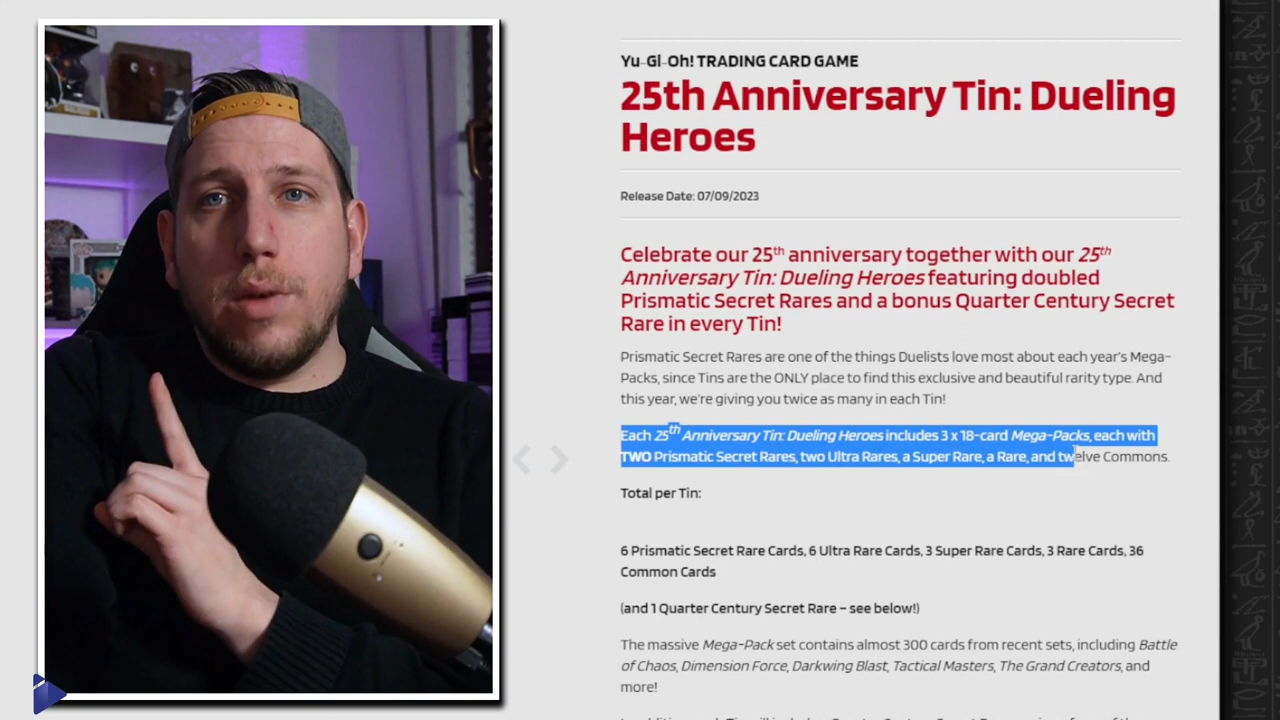 Yu-Gi-Oh! TRADING CARD GAME
25th Anniversary Tin: Dueling
Heroes
Release Date: 07/09/2023
Celebrate our 25th anniversary together with our 25th
Anniversary Tin: Dueling Heroes featuring doubled
Prismatic Secret Rares and a bonus Quarter Century Secret
Rare in every Tin!
Prismatic Secret Rares are one of the things Duelists love most about each year's Mega-
Packs, since Tins are the ONLY place to find this exclusive and beautiful rarity type. And
this year, we're giving you twice as many in each Tin!
Each 25th Anniversary Tin: Dueling Heroes includes 3 x 18-card Mega-Packs, each with
TWO Prismatic Secret Rares, two Ultra Rares, a Super Rare, a Rare, and twelve Commons.
Total per Tin:
6 Prismatic Secret Rare Cards, 6 Ultra Rare Cards, 3 Super Rare Cards, 3 Rare Cards, 36
Common Cards
(and 1 Quarter Century Secret Rare – see below!)
The massive Mega-Pack set contains almost 300 cards from recent sets, including Battle
of Chaos, Dimension Force, Darkwing Blast, Tactical Masters, The Grand Creators, and
more!